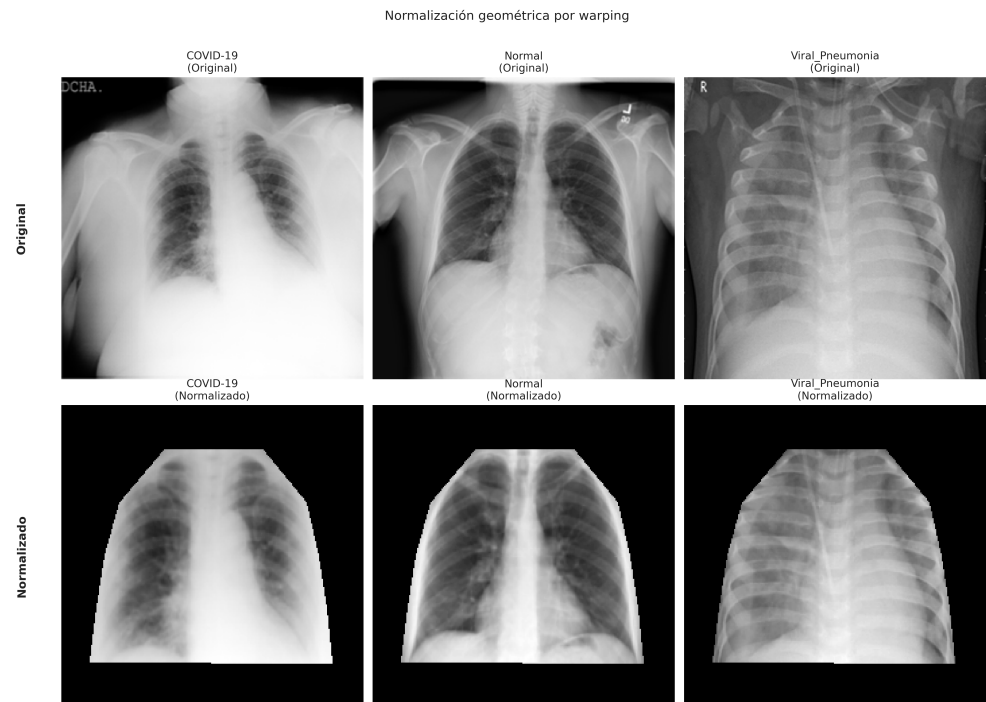 Normalización geométrica por warping
COVID-19
(Original)
Normal
(Original)
Viral_Pneumonia
(Original)
Original
DCHA.
R
COVID-19
(Normalizado)
Normal
(Normalizado)
Viral_Pneumonia
(Normalizado)
Normalizado